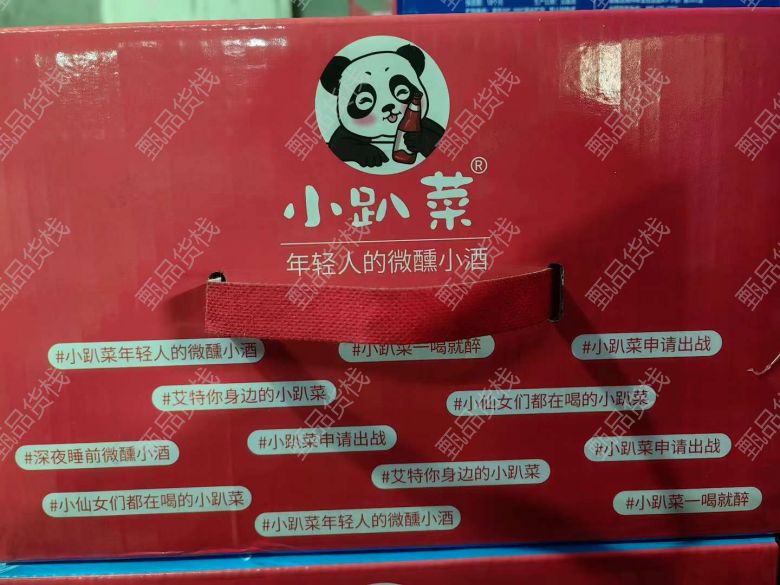 小趴菜®
年轻人的微醺小酒
#小趴菜年轻人的微醺小酒
#小趴菜一喝就醉
#小趴菜申请出战
#艾特你身边的小趴菜
#小仙女们都在喝的小趴菜
#深夜睡前微醺小酒
#小趴菜申请出战
#小趴菜申请出战
#艾特你身边的小趴菜
#小仙女们都在喝的小趴菜
#小趴菜一喝就醉
#小趴菜年轻人的微醺小酒
甄品货栈